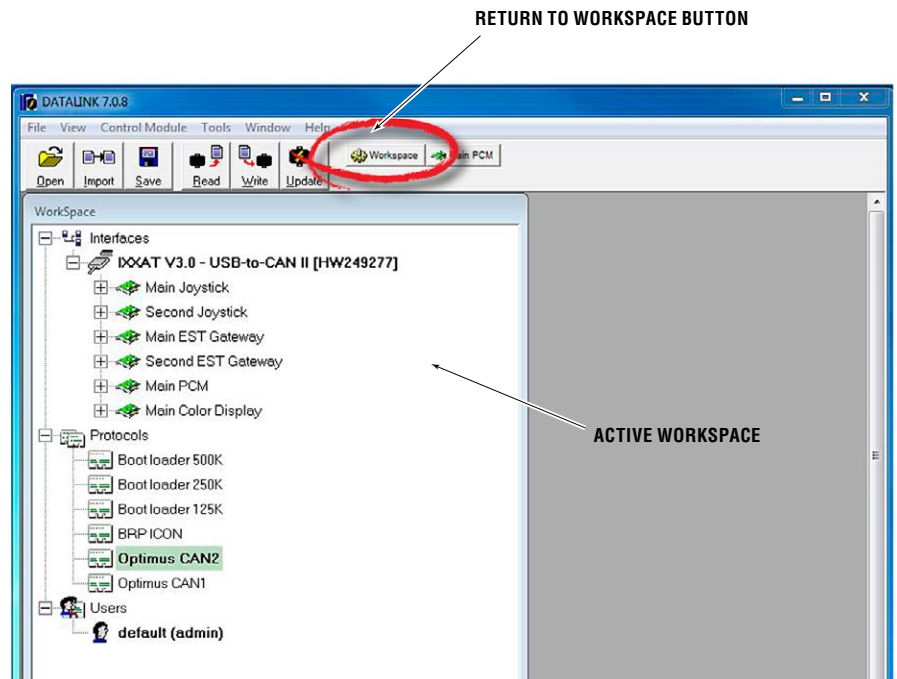 RETURN TO WORKSPACE BUTTON
DATALINK 7.0.8
File View Control Module Tools Window Help
Workspace Main PCM
Open Import Save Read Write Update
WorkSpace
Interfaces
IXXAT V3.0 - USB-to-CAN II [HW249277]
Main Joystick
Second Joystick
Main EST Gateway
Second EST Gateway
Main PCM
Main Color Display
ACTIVE WORKSPACE
Protocols
Boot loader 500K
Boot loader 250K
Boot loader 125K
BRP ICON
Optimus CAN2
Optimus CAN1
Users
default (admin)